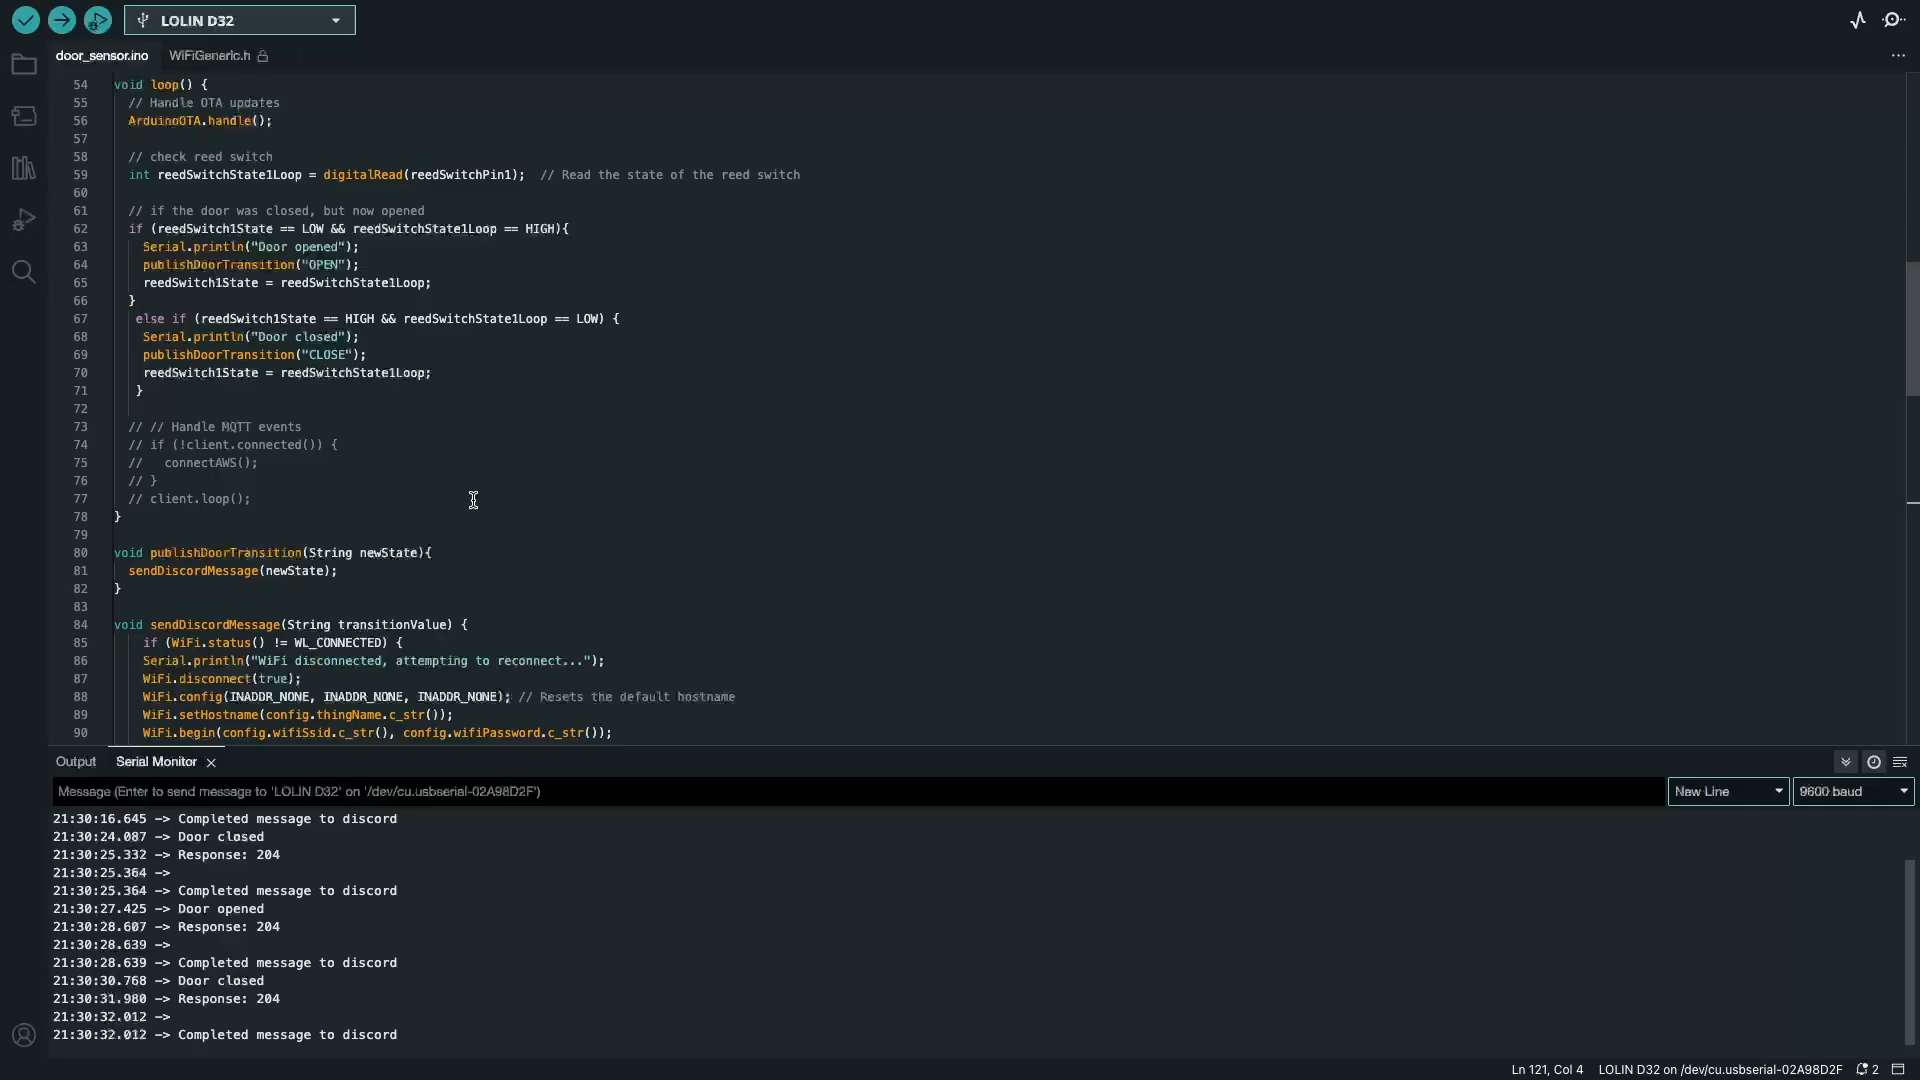 LOLIN D32
door_sensor.ino WiFiGeneric.h
54 void loop() {
55 // Handle OTA updates
56 ArduinoOTA.handle();
57
58 // check reed switch
59 int reedSwitchState1Loop = digitalRead(reedSwitchPin1); // Read the state of the reed switch
60
61 // if the door was closed, but now opened
62 if (reedSwitch1State == LOW && reedSwitchState1Loop == HIGH){
63 Serial.println("Door opened");
64 publishDoorTransition("OPEN");
65 reedSwitch1State = reedSwitchState1Loop;
66 }
67 else if (reedSwitch1State == HIGH && reedSwitchState1Loop == LOW) {
68 Serial.println("Door closed");
69 publishDoorTransition("CLOSE");
70 reedSwitch1State = reedSwitchState1Loop;
71 }
72
73 // // Handle MQTT events
74 // if (!client.connected()) {
75 //   connectAWS();
76 // }
77 // client.loop();
78 }
79
80 void publishDoorTransition(String newState){
81 sendDiscordMessage(newState);
82 }
83
84 void sendDiscordMessage(String transitionValue) {
85 if (WiFi.status() != WL_CONNECTED) {
86 Serial.println("WiFi disconnected, attempting to reconnect...");
87 WiFi.disconnect(true);
88 WiFi.config(INADDR_NONE, INADDR_NONE, INADDR_NONE); // Resets the default hostname
89 WiFi.setHostname(config.thingName.c_str());
90 WiFi.begin(config.wifiSsid.c_str(), config.wifiPassword.c_str());
Output Serial Monitor
Message (Enter to send message to 'LOLIN D32' on '/dev/cu.usbserial-02A98D2F') New Line 9600 baud
21:30:16.645 -> Completed message to discord
21:30:24.087 -> Door closed
21:30:25.332 -> Response: 204
21:30:25.364 ->
21:30:25.364 -> Completed message to discord
21:30:27.425 -> Door opened
21:30:28.607 -> Response: 204
21:30:28.639 ->
21:30:28.639 -> Completed message to discord
21:30:30.768 -> Door closed
21:30:31.980 -> Response: 204
21:30:32.012 ->
21:30:32.012 -> Completed message to discord
Ln 121, Col 4 LOLIN D32 on /dev/cu.usbserial-02A98D2F 2